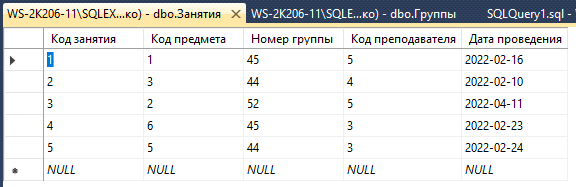 WS-2K206-11\SQLEX...ко) - dbo.Занятия WS-2K206-11\SQLE...ко) - dbo.Группы SQLQuery1.sql -
Код занятия Код предмета Номер группы Код преподавателя Дата проведения
1 1 45 5 2022-02-16
2 3 44 4 2022-02-10
3 2 52 5 2022-04-11
4 6 45 3 2022-02-23
5 5 44 3 2022-02-24
NULL NULL NULL NULL NULL